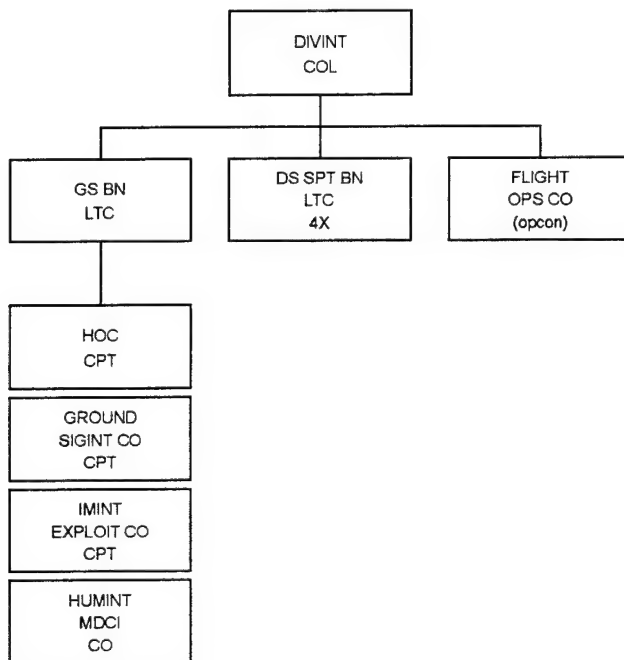 DIVINT
COL
GS BN
LTC
DS SPT BN
LTC
4X
FLIGHT
OPS CO
(opcon)
HOC
CPT
GROUND
SIGINT CO
CPT
IMINT
EXPLOIT CO
CPT
HUMINT
MDCI
CO